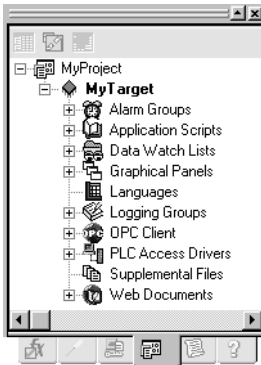 MyProject
MyTarget
Alarm Groups
Application Scripts
Data Watch Lists
Graphical Panels
Languages
Logging Groups
OPC Client
PLC Access Drivers
Supplemental Files
Web Documents